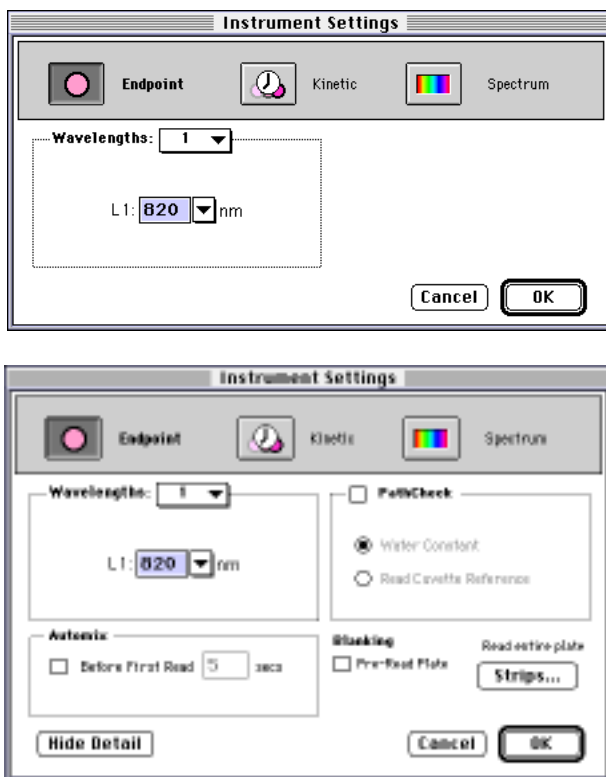 Instrument Settings
Endpoint Kinetic Spectrum
Wavelengths: 1
L1: 820 nm
Cancel OK
Instrument Settings
Endpoint Kinetic Spectrum
Wavelengths: 1
PathCheck
L1: 820 nm
Water Constant
Read Cuvette Reference
Automix
Before First Read 5 secs
Blanking
Pre-Read Plate
Read entire plate
Strips...
Hide Detail Cancel OK